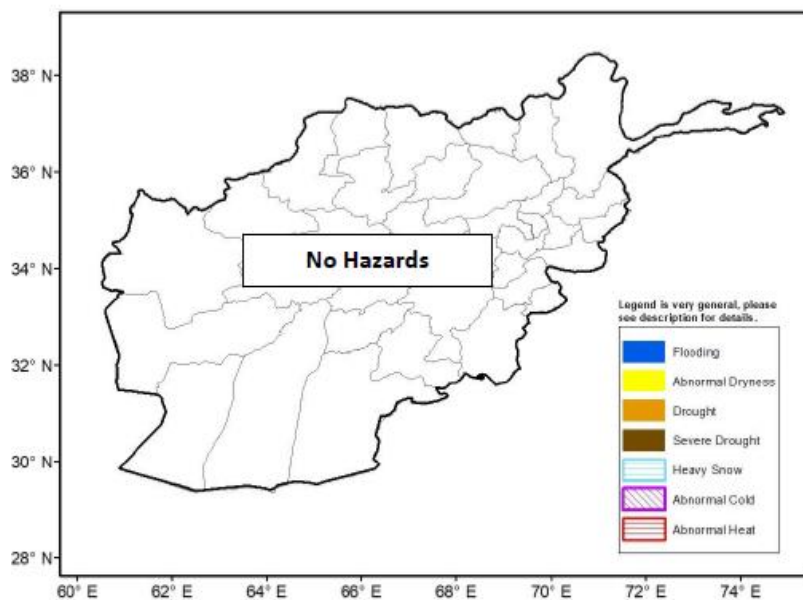 38° N
36° N
34° N
32° N
30° N
28° N
60° E
62° E
64° E
66° E
68° E
70° E
72° E
74° E
No Hazards
Legend is very general, please
see description for details.
Flooding
Abnormal Dryness
Drought
Severe Drought
Heavy Snow
Abnormal Cold
Abnormal Heat